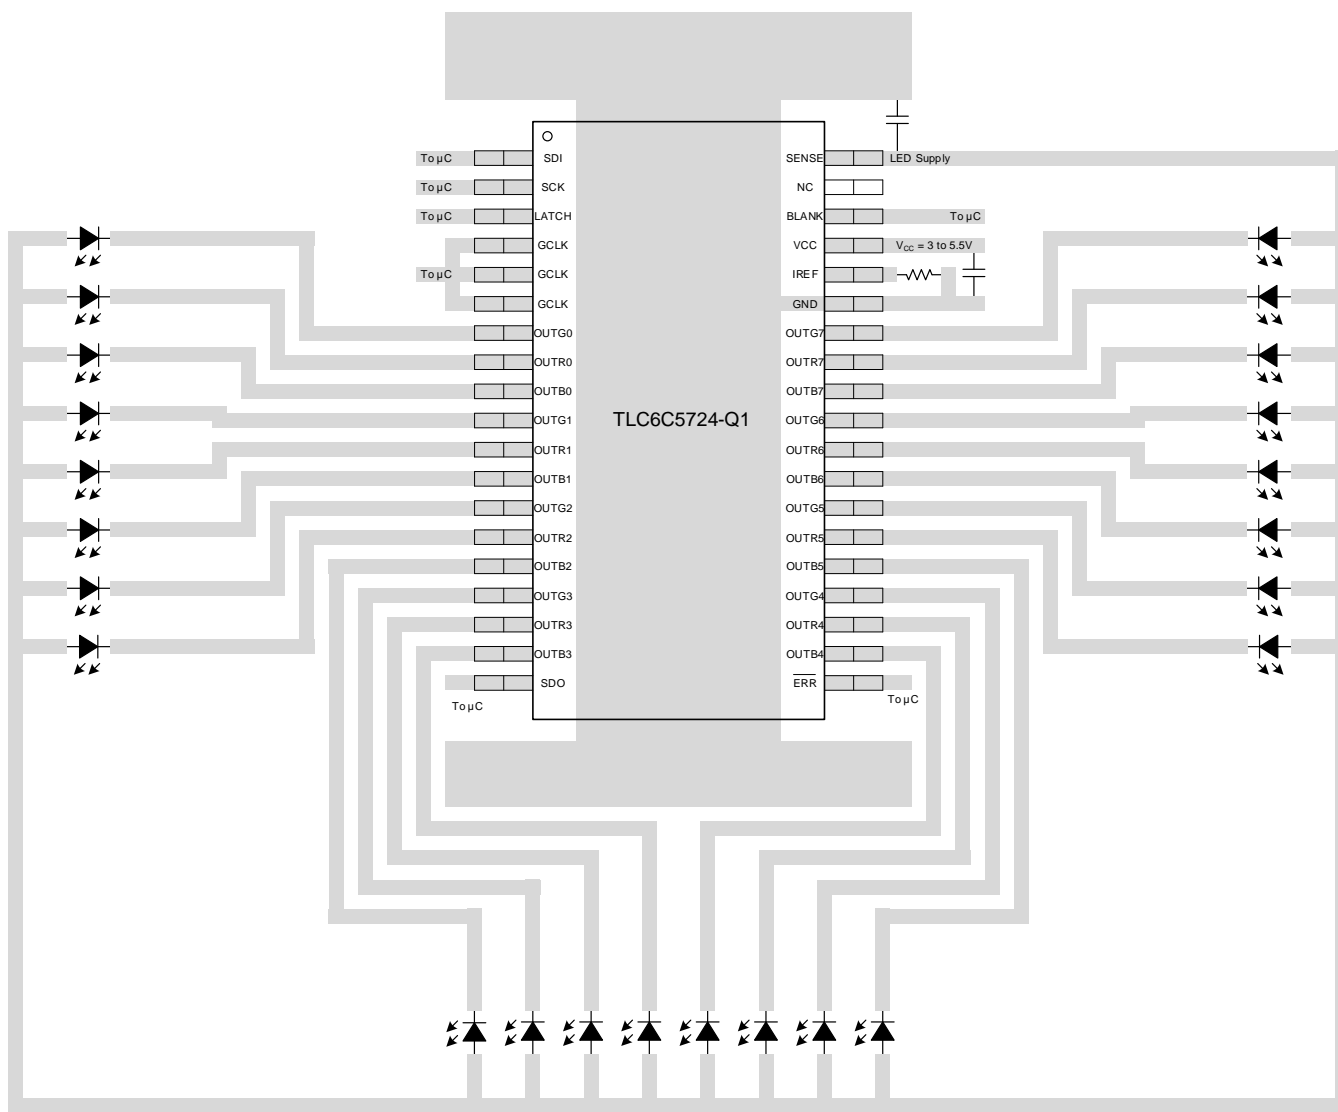 To µC SDI SENSE LED Supply
To µC SCK NC
To µC LATCH BLANK To µC
GCLK VCC V_CC = 3 to 5.5V
To µC GCLK IREF
GCLK GND
OUTG0 OUTG7
OUTR0 OUTR7
OUTB0 OUTB7
OUTG1 TLC6C5724-Q1 OUTG6
OUTR1 OUTR6
OUTB1 OUTB6
OUTG2 OUTG5
OUTR2 OUTR5
OUTB2 OUTB5
OUTG3 OUTG4
OUTR3 OUTR4
OUTB3 OUTB4
SDO ERR
To µC To µC